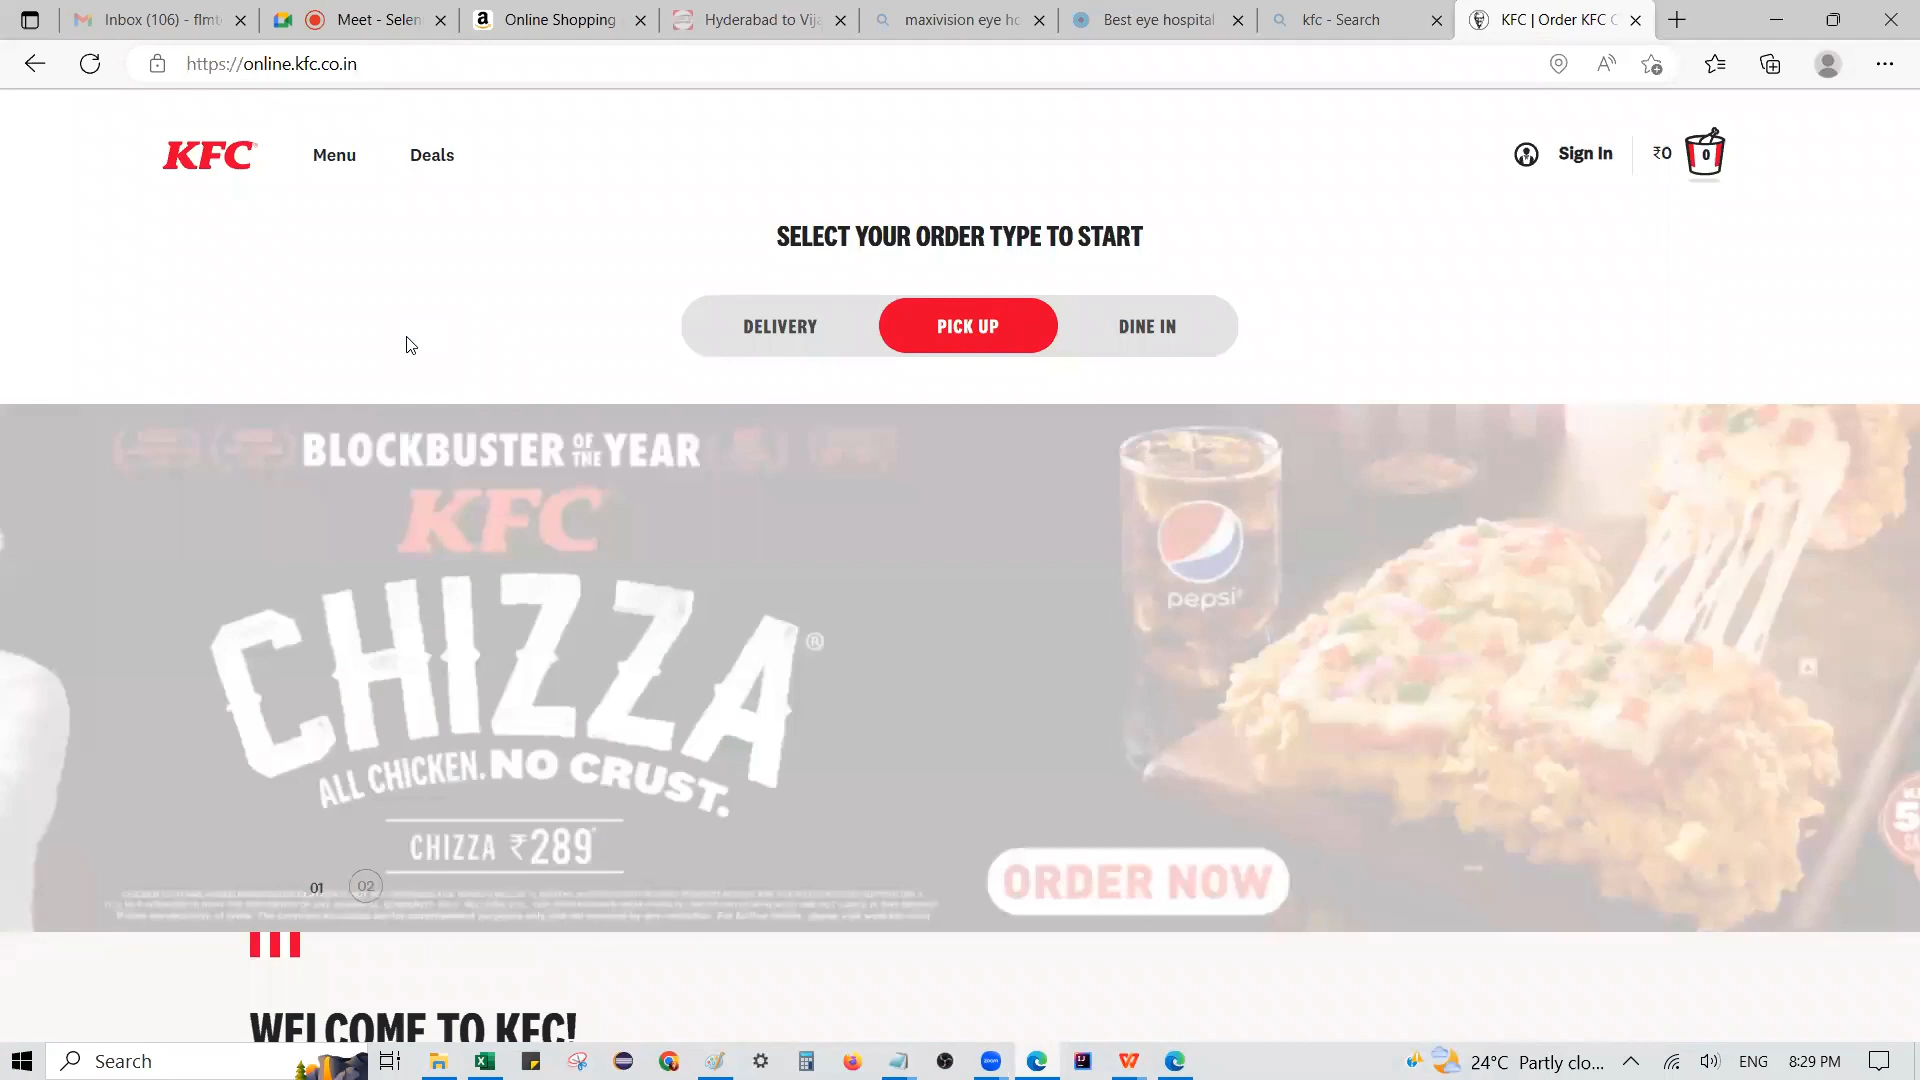 Inbox (106) - flmt
Meet - Selen
Online Shopping
Hyderabad to Vija
maxivision eye ho
Best eye hospital
kfc - Search
KFC | Order KFC C
https://online.kfc.co.in
KFC
Menu
Deals
Sign In
₹0
0
SELECT YOUR ORDER TYPE TO START
DELIVERY
PICK UP
DINE IN
BLOCKBUSTER OF THE YEAR
KFC
CHIZZA®
ALL CHICKEN. NO CRUST.
CHIZZA ₹289*
pepsi
ORDER NOW
01
02
WELCOME TO KFC!
Search
24°C Partly clo...
ENG
8:29 PM